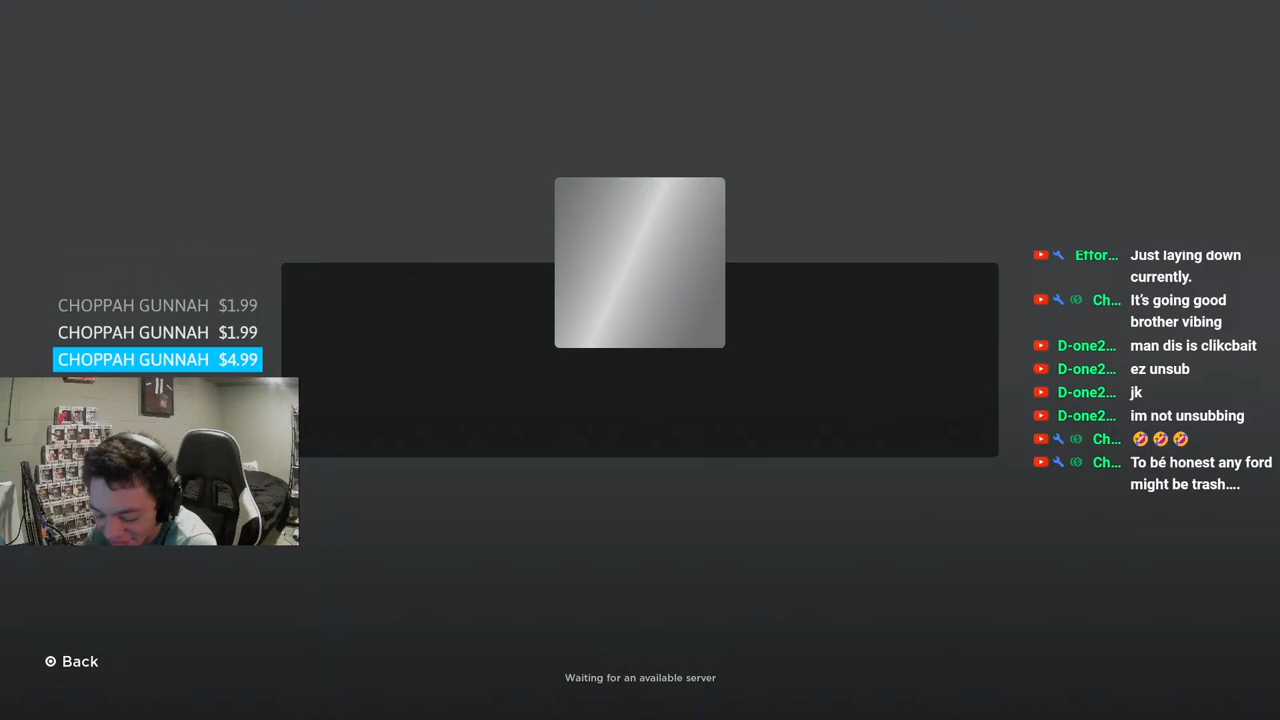 CHOPPAH GUNNAH $1.99
CHOPPAH GUNNAH $1.99
CHOPPAH GUNNAH $4.99
Effor... Just laying down
currently.
Ch... It's going good
brother vibing
D-one2... man dis is clikcbait
D-one2... ez unsub
D-one2... jk
D-one2... im not unsubbing
Ch... 🤣🤣🤣
Ch... To bé honest any ford
might be trash....
Back
Waiting for an available server